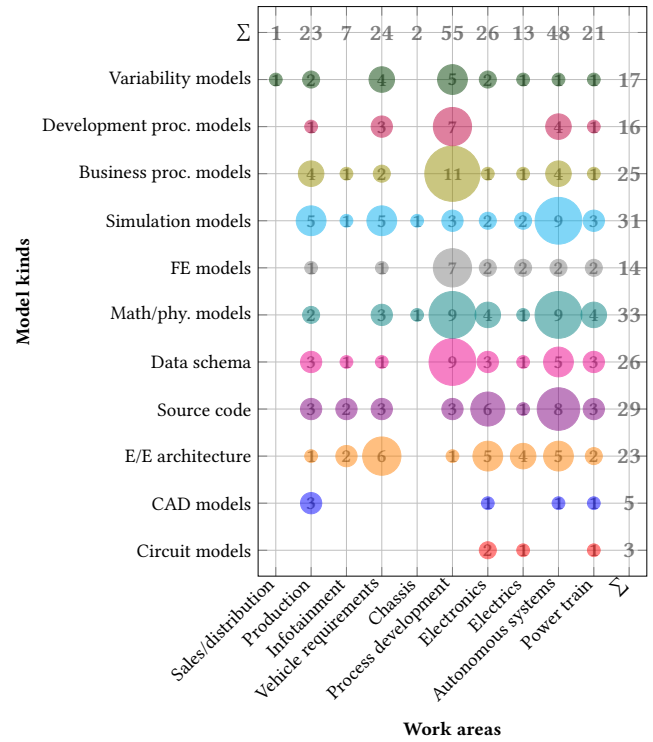 Σ 1 23 7 24 2 55 26 13 48 21
Variability models 1 2 4 5 2 1 1 1 17
Development proc. models 1 3 7 4 1 16
Business proc. models 4 1 2 11 1 1 4 1 25
Simulation models 5 1 5 1 3 2 2 9 3 31
FE models 1 1 7 2 2 2 2 14
Math/phy. models 2 3 1 9 4 1 9 4 33
Data schema 3 1 1 9 3 1 5 3 26
Source code 3 2 3 3 6 1 8 3 29
E/E architecture 1 2 6 1 5 4 5 2 23
CAD models 3 1 1 1 5
Circuit models 2 1 1 3
Model kinds
Sales/distribution
Production
Infotainment
Vehicle requirements
Chassis
Process development
Electronics
Electrics
Autonomous systems
Power train
Σ
Work areas